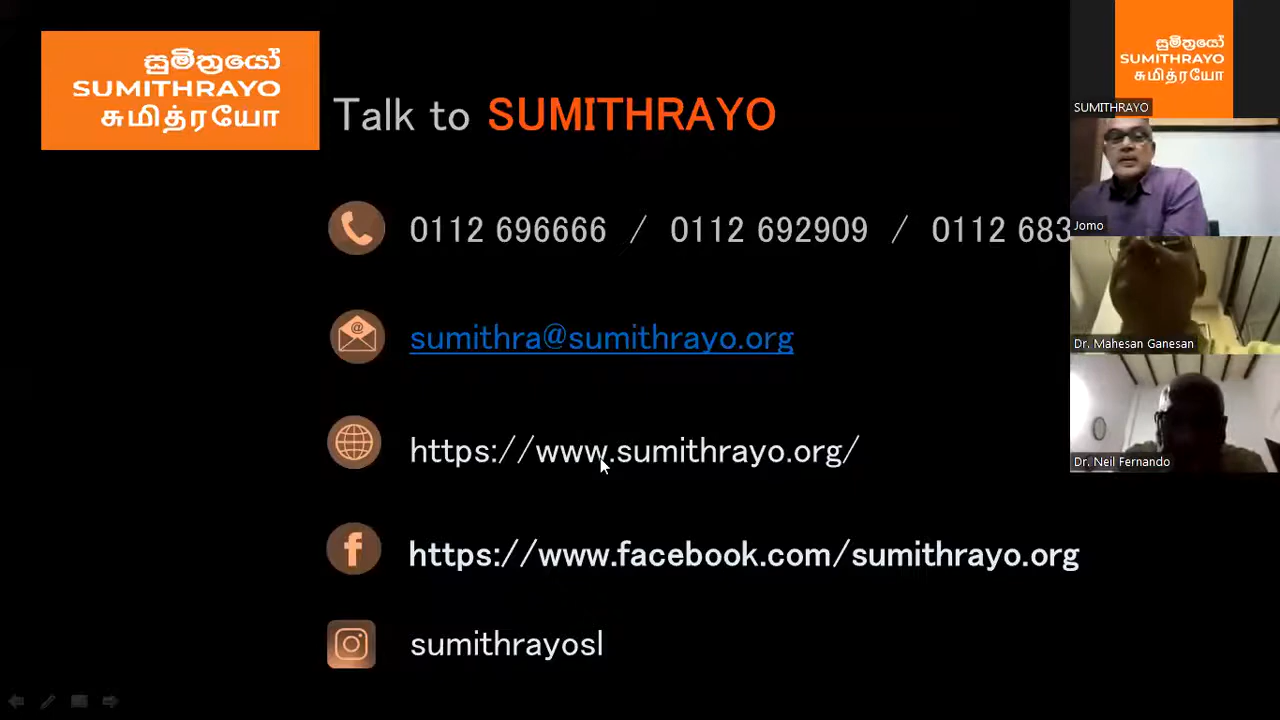 සුමිත්‍රයෝ
SUMITHRAYO
சுமித்ரயோ
Talk to SUMITHRAYO
0112 696666 / 0112 692909 / 0112 683
sumithra@sumithrayo.org
https://www.sumithrayo.org/
https://www.facebook.com/sumithrayo.org
sumithrayosl
සුමිත්‍රයෝ
SUMITHRAYO
சுமித்ரயோ
SUMITHRAYO
Jomo
Dr. Mahesan Ganesan
Dr. Neil Fernando